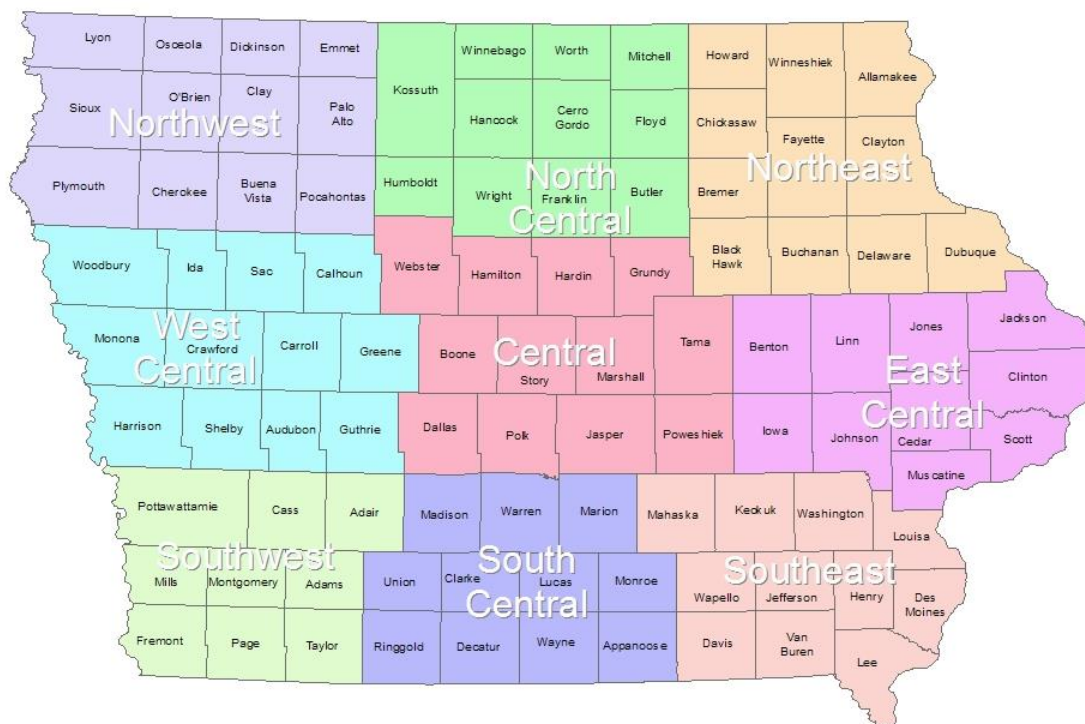 Lyon
Osceola
Dickinson
Emmet
Sioux
O'Brien
Clay
Palo
Alto
Northwest
Plymouth
Cherokee
Buena
Vista
Pocahontas
Kossuth
Winnebago
Worth
Mitchell
Hancock
Cerro
Gordo
Floyd
Humboldt
Wright
Franklin
Butler
North
Central
Howard
Winneshiek
Allamakee
Chickasaw
Fayette
Clayton
Northeast
Bremer
Black
Hawk
Buchanan
Delaware
Dubuque
Woodbury
Ida
Sac
Calhoun
Monona
Crawford
Carroll
Greene
West
Central
Harrison
Shelby
Audubon
Guthrie
Webster
Hamilton
Hardin
Grundy
Boone
Story
Marshall
Tama
Central
Dallas
Polk
Jasper
Poweshiek
Benton
Linn
Jones
Jackson
Clinton
East
Central
Iowa
Johnson
Cedar
Scott
Muscatine
Pottawattamie
Cass
Adair
Southwest
Mills
Montgomery
Adams
Fremont
Page
Taylor
Madison
Warren
Marion
South
Central
Union
Clarke
Lucas
Monroe
Ringgold
Decatur
Wayne
Appanoose
Mahaska
Keokuk
Washington
Louisa
Southeast
Wapello
Jefferson
Henry
Des
Moines
Davis
Van
Buren
Lee